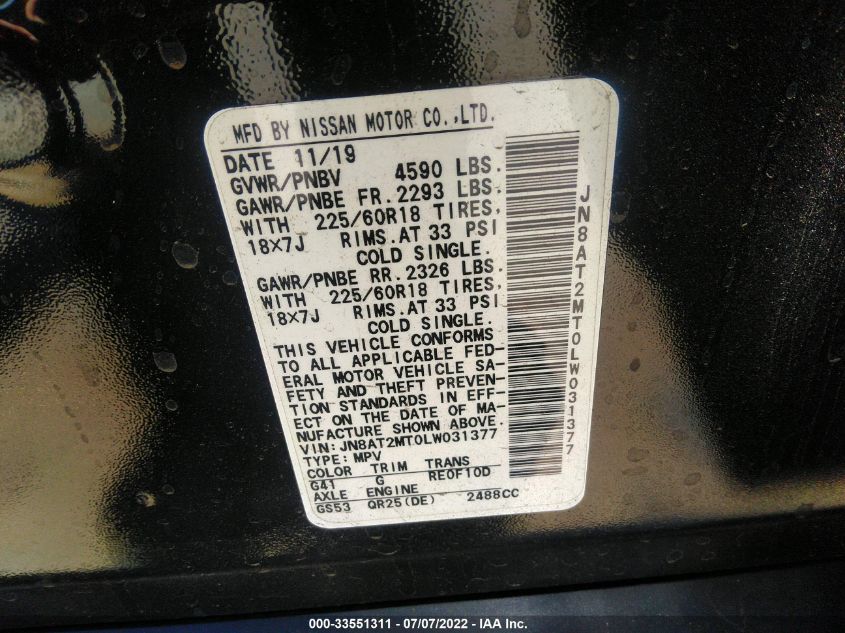 MFD BY NISSAN MOTOR CO.,LTD.
DATE 11/19
GVWR/PNBV 4590 LBS.
GAWR/PNBE FR.2293 LBS.
WITH 225/60R18 TIRES,
18X7J RIMS.AT 33 PSI
COLD SINGLE.
GAWR/PNBE RR.2326 LBS.
WITH 225/60R18 TIRES,
18X7J RIMS.AT 33 PSI
COLD SINGLE.
THIS VEHICLE CONFORMS
TO ALL APPLICABLE FED-
ERAL MOTOR VEHICLE SA-
FETY AND THEFT PREVEN-
TION STANDARDS IN EFF-
ECT ON THE DATE OF MA-
NUFACTURE SHOWN ABOVE.
VIN:JN8AT2MT0LW031377
TYPE:MPV
COLOR TRIM TRANS
G41 G RE0F10D
AXLE ENGINE
GS53 QR25(DE) 2488CC
JN8AT2MT0LW031377
000-33551311 - 07/07/2022 - IAA Inc.